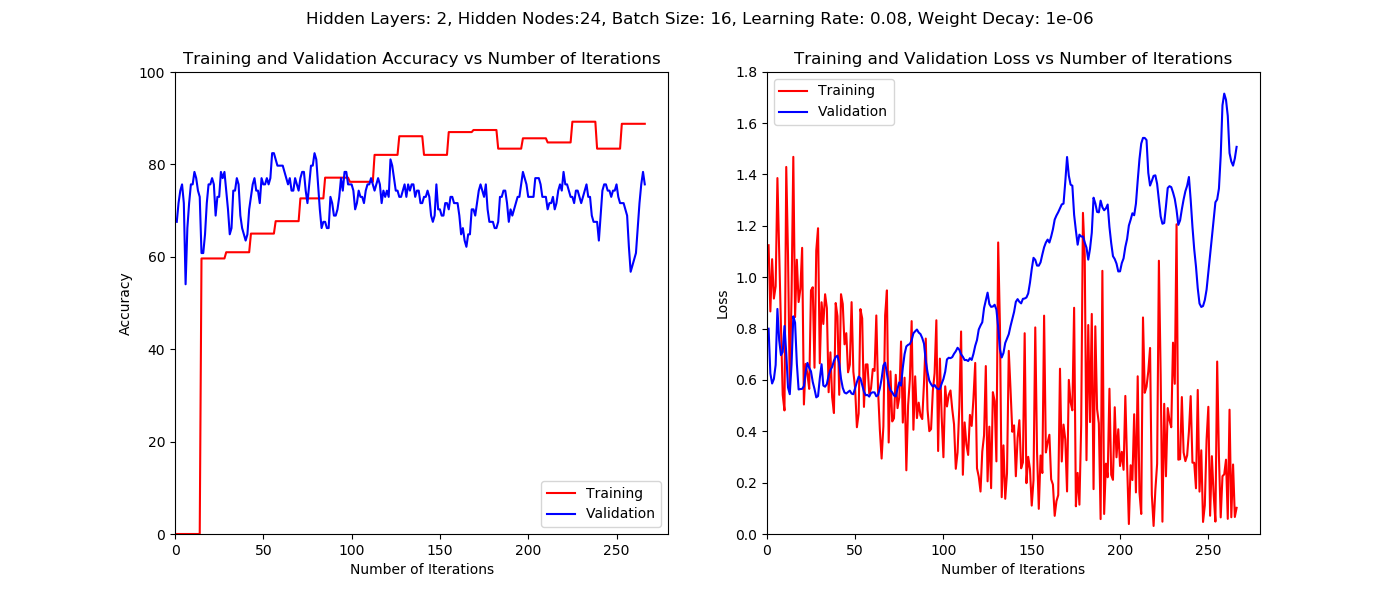 Hidden Layers: 2, Hidden Nodes:24, Batch Size: 16, Learning Rate: 0.08, Weight Decay: 1e-06
Training and Validation Accuracy vs Number of Iterations
100
80
60
40
20
0
Accuracy
0 50 100 150 200 250
Number of Iterations
Training
Validation
Training and Validation Loss vs Number of Iterations
1.8
1.6
1.4
1.2
1.0
0.8
0.6
0.4
0.2
0.0
Loss
0 50 100 150 200 250
Number of Iterations
Training
Validation